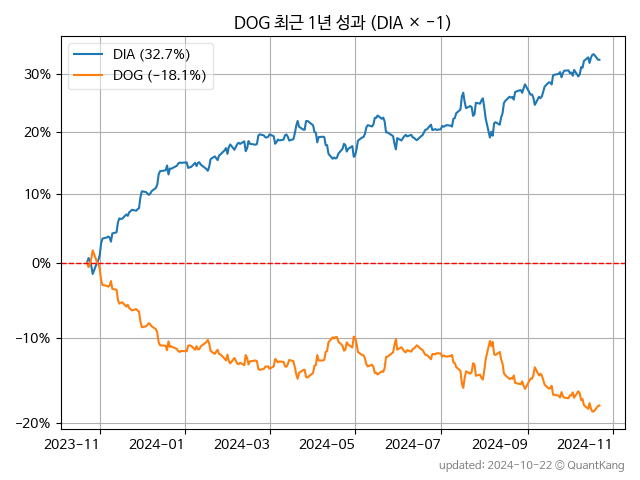 DOG 최근 1년 성과 (DIA × −1)
DIA (32.7%)
DOG (−18.1%)
30%
20%
10%
0%
−10%
−20%
2023-11 2024-01 2024-03 2024-05 2024-07 2024-09 2024-11
updated: 2024-10-22 © QuantKang